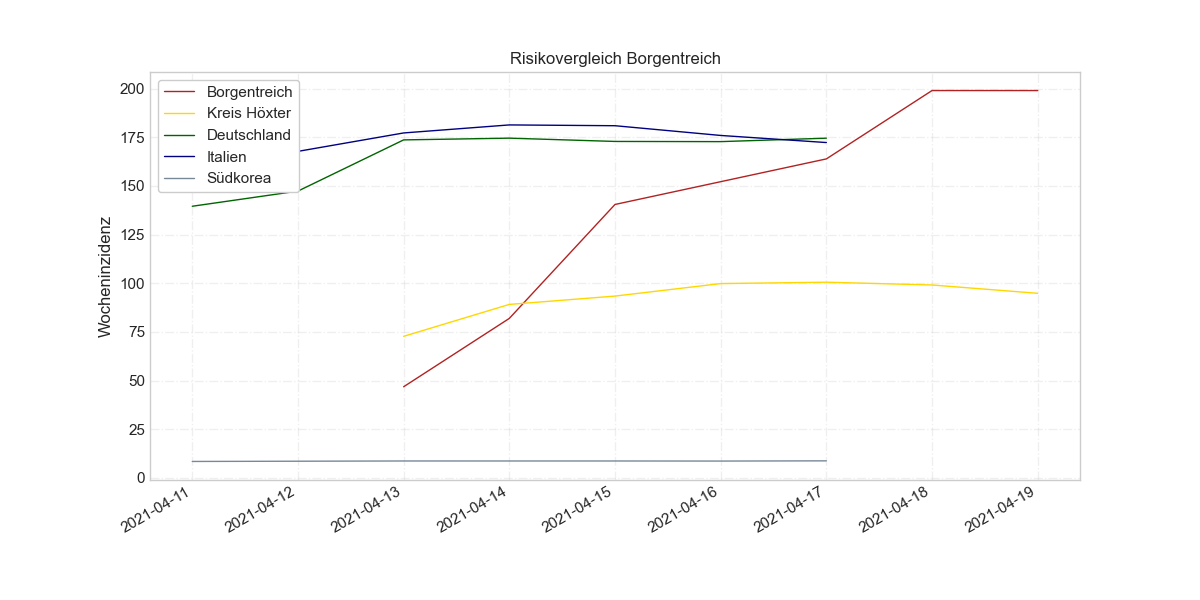 Risikovergleich Borgentreich
Borgentreich
Kreis Höxter
Deutschland
Italien
Südkorea
Wocheninzidenz
200
175
150
125
100
75
50
25
0
2021-04-11
2021-04-12
2021-04-13
2021-04-14
2021-04-15
2021-04-16
2021-04-17
2021-04-18
2021-04-19